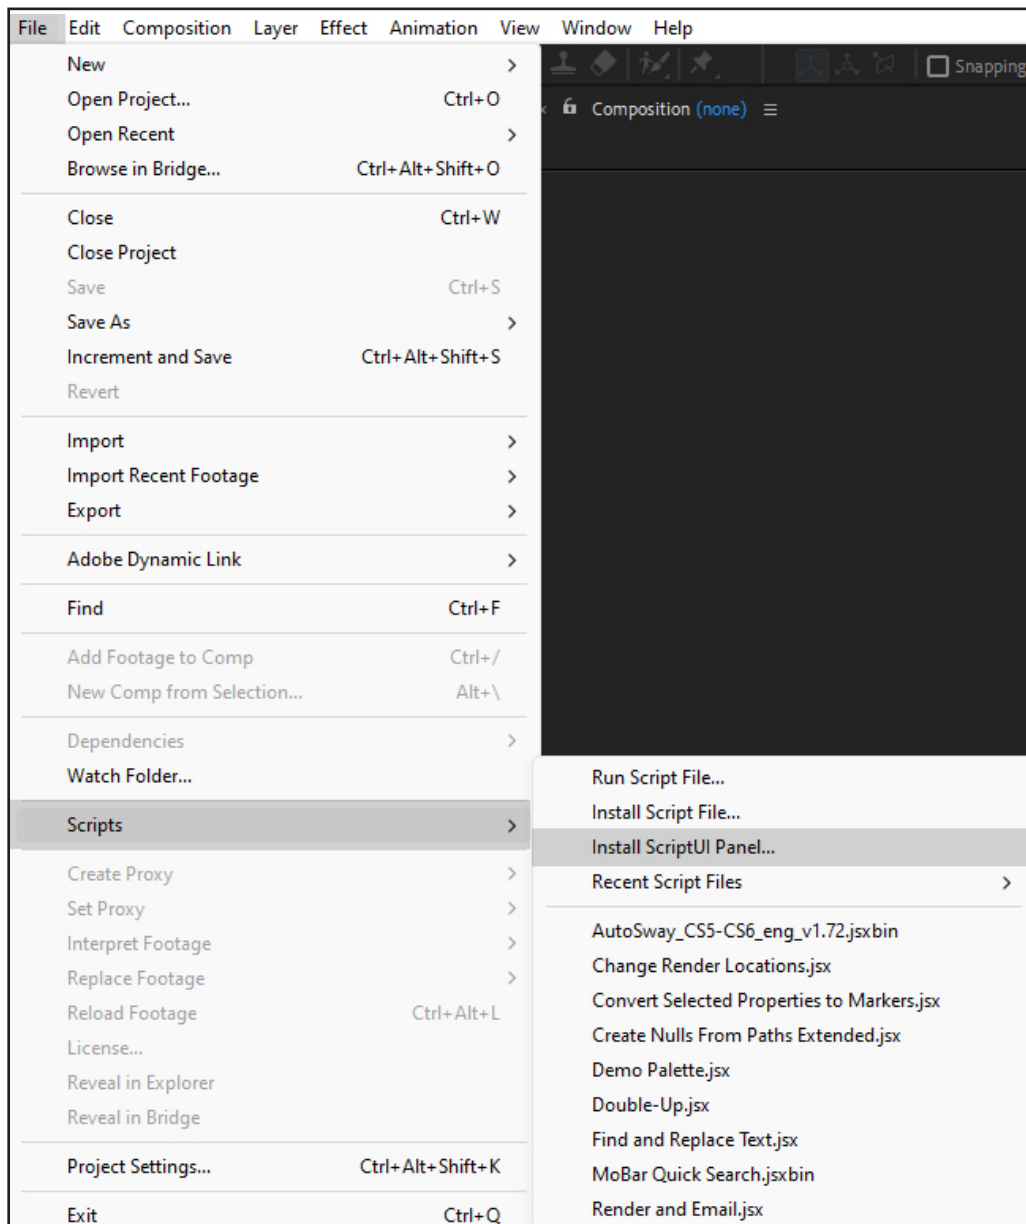 File Edit Composition Layer Effect Animation View Window Help
New
Snapping
Open Project... Ctrl+O
Composition (none)
Open Recent
Browse in Bridge... Ctrl+Alt+Shift+O
Close Ctrl+W
Close Project
Save Ctrl+S
Save As
Increment and Save Ctrl+Alt+Shift+S
Revert
Import
Import Recent Footage
Export
Adobe Dynamic Link
Find Ctrl+F
Add Footage to Comp Ctrl+/
New Comp from Selection... Alt+\
Dependencies
Watch Folder...
Scripts
Create Proxy
Set Proxy
Interpret Footage
Replace Footage
Reload Footage Ctrl+Alt+L
License...
Reveal in Explorer
Reveal in Bridge
Project Settings... Ctrl+Alt+Shift+K
Exit Ctrl+Q
Run Script File...
Install Script File...
Install ScriptUI Panel...
Recent Script Files
AutoSway_CS5-CS6_eng_v1.72.jsxbin
Change Render Locations.jsx
Convert Selected Properties to Markers.jsx
Create Nulls From Paths Extended.jsx
Demo Palette.jsx
Double-Up.jsx
Find and Replace Text.jsx
MoBar Quick Search.jsxbin
Render and Email.jsx